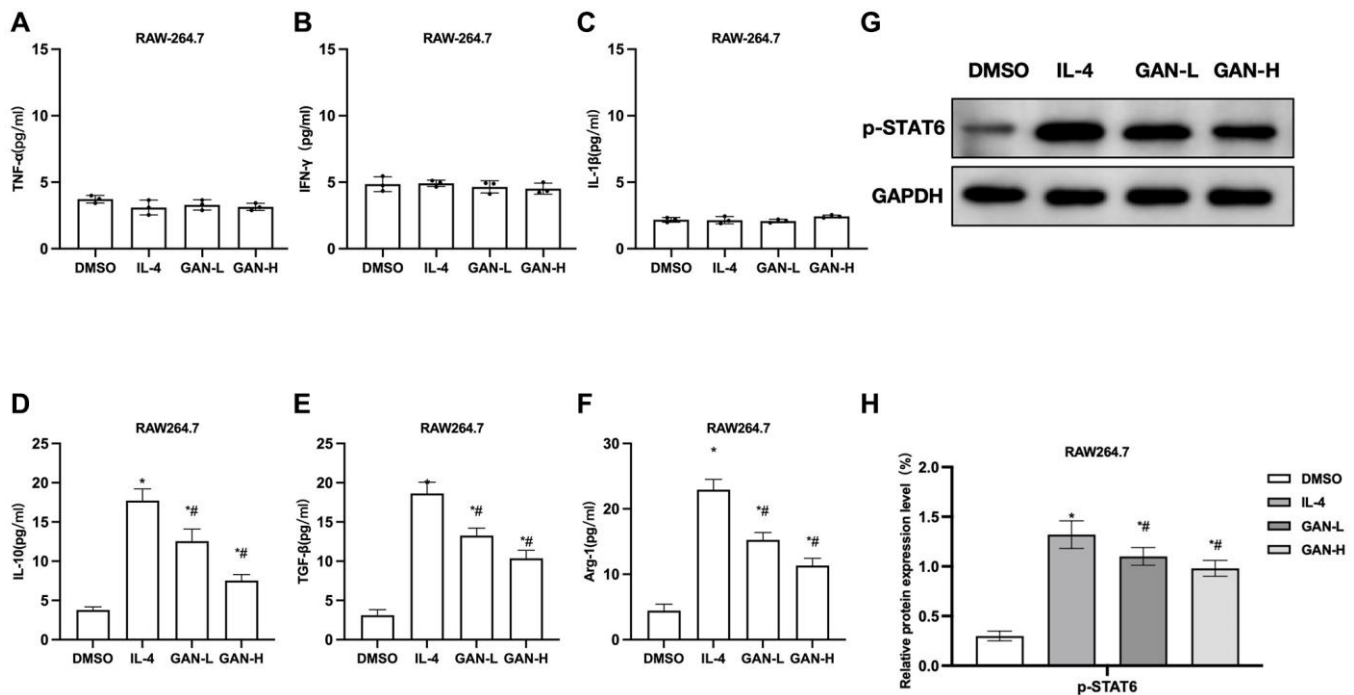 A
RAW-264.7
TNF-α(pg/ml)
15
10
5
0
DMSO IL-4 GAN-L GAN-H
B
RAW-264.7
IFN-γ (pg/ml)
15
10
5
0
DMSO IL-4 GAN-L GAN-H
C
RAW-264.7
IL-1β(pg/ml)
15
10
5
0
DMSO IL-4 GAN-L GAN-H
G
DMSO IL-4 GAN-L GAN-H
p-STAT6
GAPDH
D
RAW264.7
IL-10(pg/ml)
25
20
15
10
5
0
*
*#
*#
DMSO IL-4 GAN-L GAN-H
E
RAW264.7
TGF-β(pg/ml)
25
20
15
10
5
0
*
*#
*#
DMSO IL-4 GAN-L GAN-H
F
RAW264.7
Arg-1(pg/ml)
30
20
10
0
*
*#
*#
DMSO IL-4 GAN-L GAN-H
H
RAW264.7
Relative protein expression level (%)
2.0
1.5
1.0
0.5
0.0
*
*#
*#
p-STAT6
DMSO
IL-4
GAN-L
GAN-H